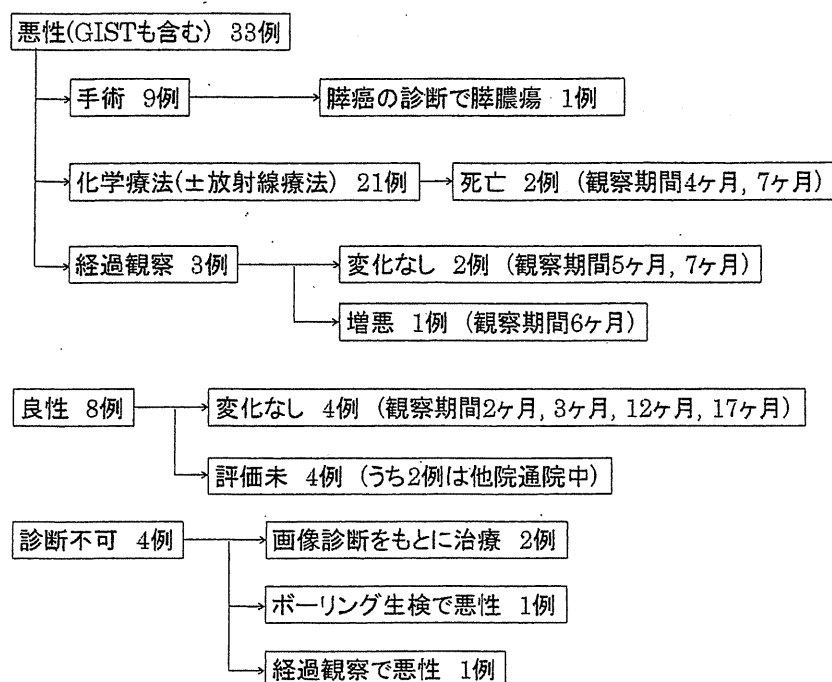 悪性(GISTも含む) 33例
手術 9例
膵癌の診断で膵膿瘍 1例
化学療法(±放射線療法) 21例
死亡 2例 (観察期間4ヶ月, 7ヶ月)
経過観察 3例
変化なし 2例 (観察期間5ヶ月, 7ヶ月)
増悪 1例 (観察期間6ヶ月)
良性 8例
変化なし 4例 (観察期間2ヶ月, 3ヶ月, 12ヶ月, 17ヶ月)
評価未 4例 (うち2例は他院通院中)
診断不可 4例
画像診断をもとに治療 2例
ボーリング生検で悪性 1例
経過観察で悪性 1例